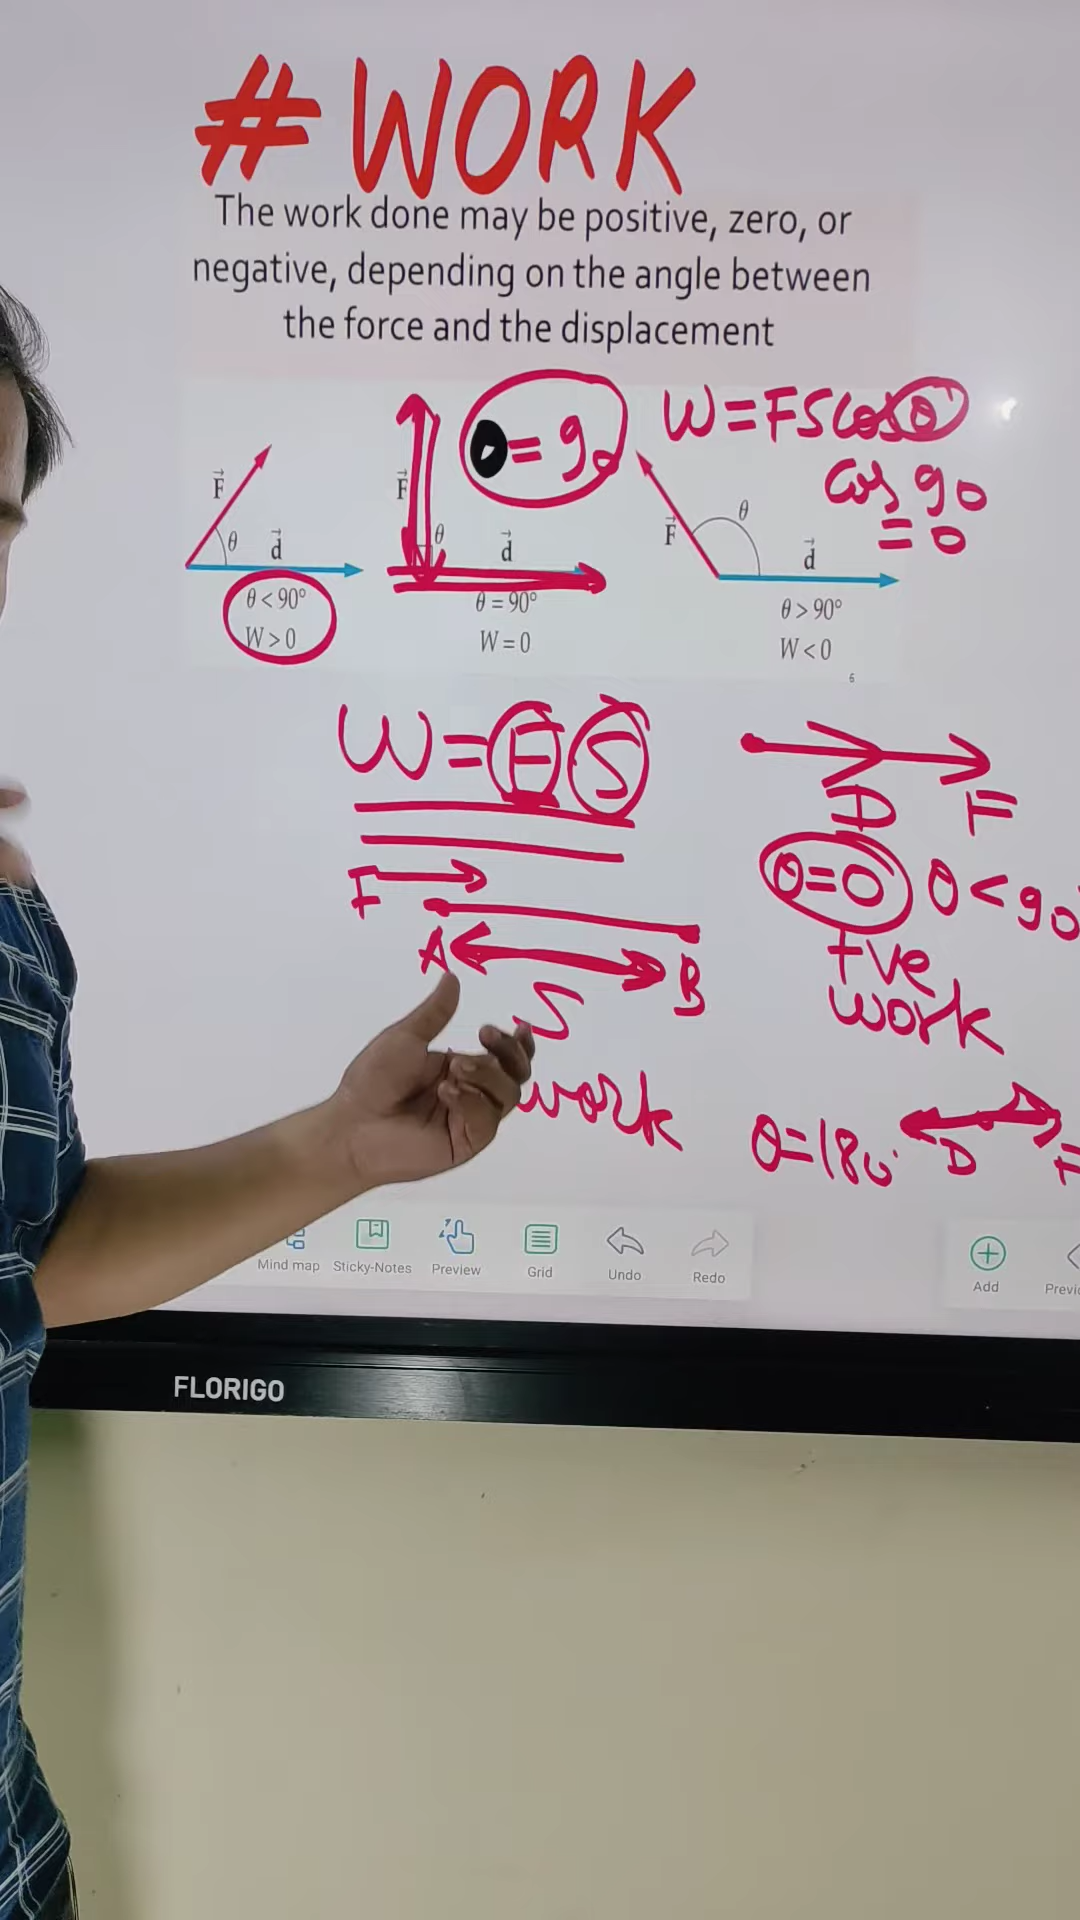 #WORK
The work done may be positive, zero, or
negative, depending on the angle between
the force and the displacement
F θ d
θ < 90°
W > 0
F θ d
θ = 90
θ = 90°
W = 0
W = FS cos θ
cos 90
= 0
F θ d
θ > 90°
W < 0
6
W = F S
F
A B
S
work
D F
θ = 0 θ < 90
+ve
work
θ = 180° D F
Mind map Sticky-Notes Preview Grid Undo Redo Add
FLORIGO